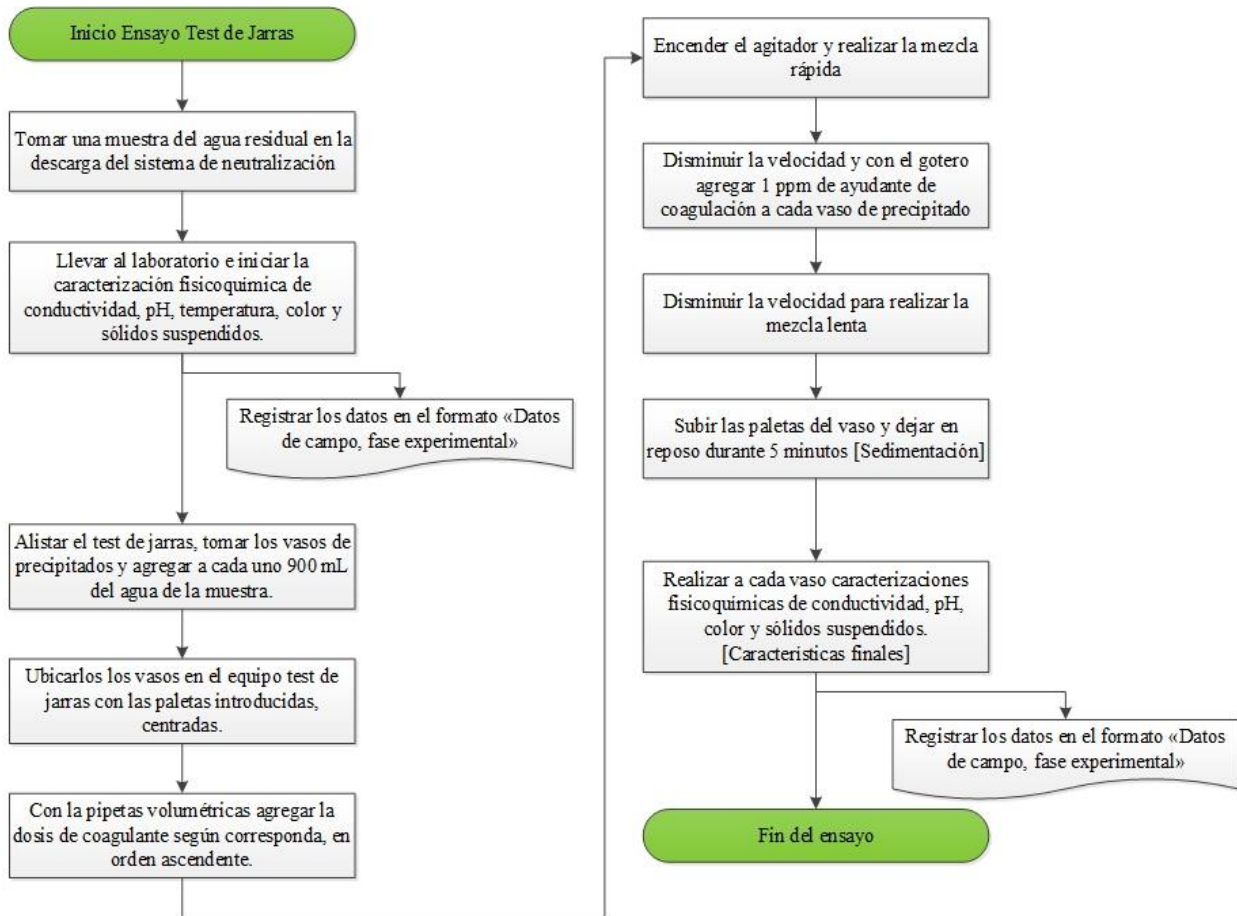 Inicio Ensayo Test de Jarras
Tomar una muestra del agua residual en la
descarga del sistema de neutralización
Llevar al laboratorio e iniciar la
caracterización fisicoquímica de
conductividad, pH, temperatura, color y
sólidos suspendidos.
Registrar los datos en el formato «Datos
de campo, fase experimental»
Alistar el test de jarras, tomar los vasos de
precipitados y agregar a cada uno 900 mL
del agua de la muestra.
Ubicarlos los vasos en el equipo test de
jarras con las paletas introducidas,
centradas.
Con la pipetas volumétricas agregar la
dosis de coagulante según corresponda, en
orden ascendente.
Encender el agitador y realizar la mezcla
rápida
Disminuir la velocidad y con el gotero
agregar 1 ppm de ayudante de
coagulación a cada vaso de precipitado
Disminuir la velocidad para realizar la
mezcla lenta
Subir las paletas del vaso y dejar en
reposo durante 5 minutos [Sedimentación]
Realizar a cada vaso caracterizaciones
fisicoquímicas de conductividad, pH,
color y sólidos suspendidos.
[Características finales]
Registrar los datos en el formato «Datos
de campo, fase experimental»
Fin del ensayo